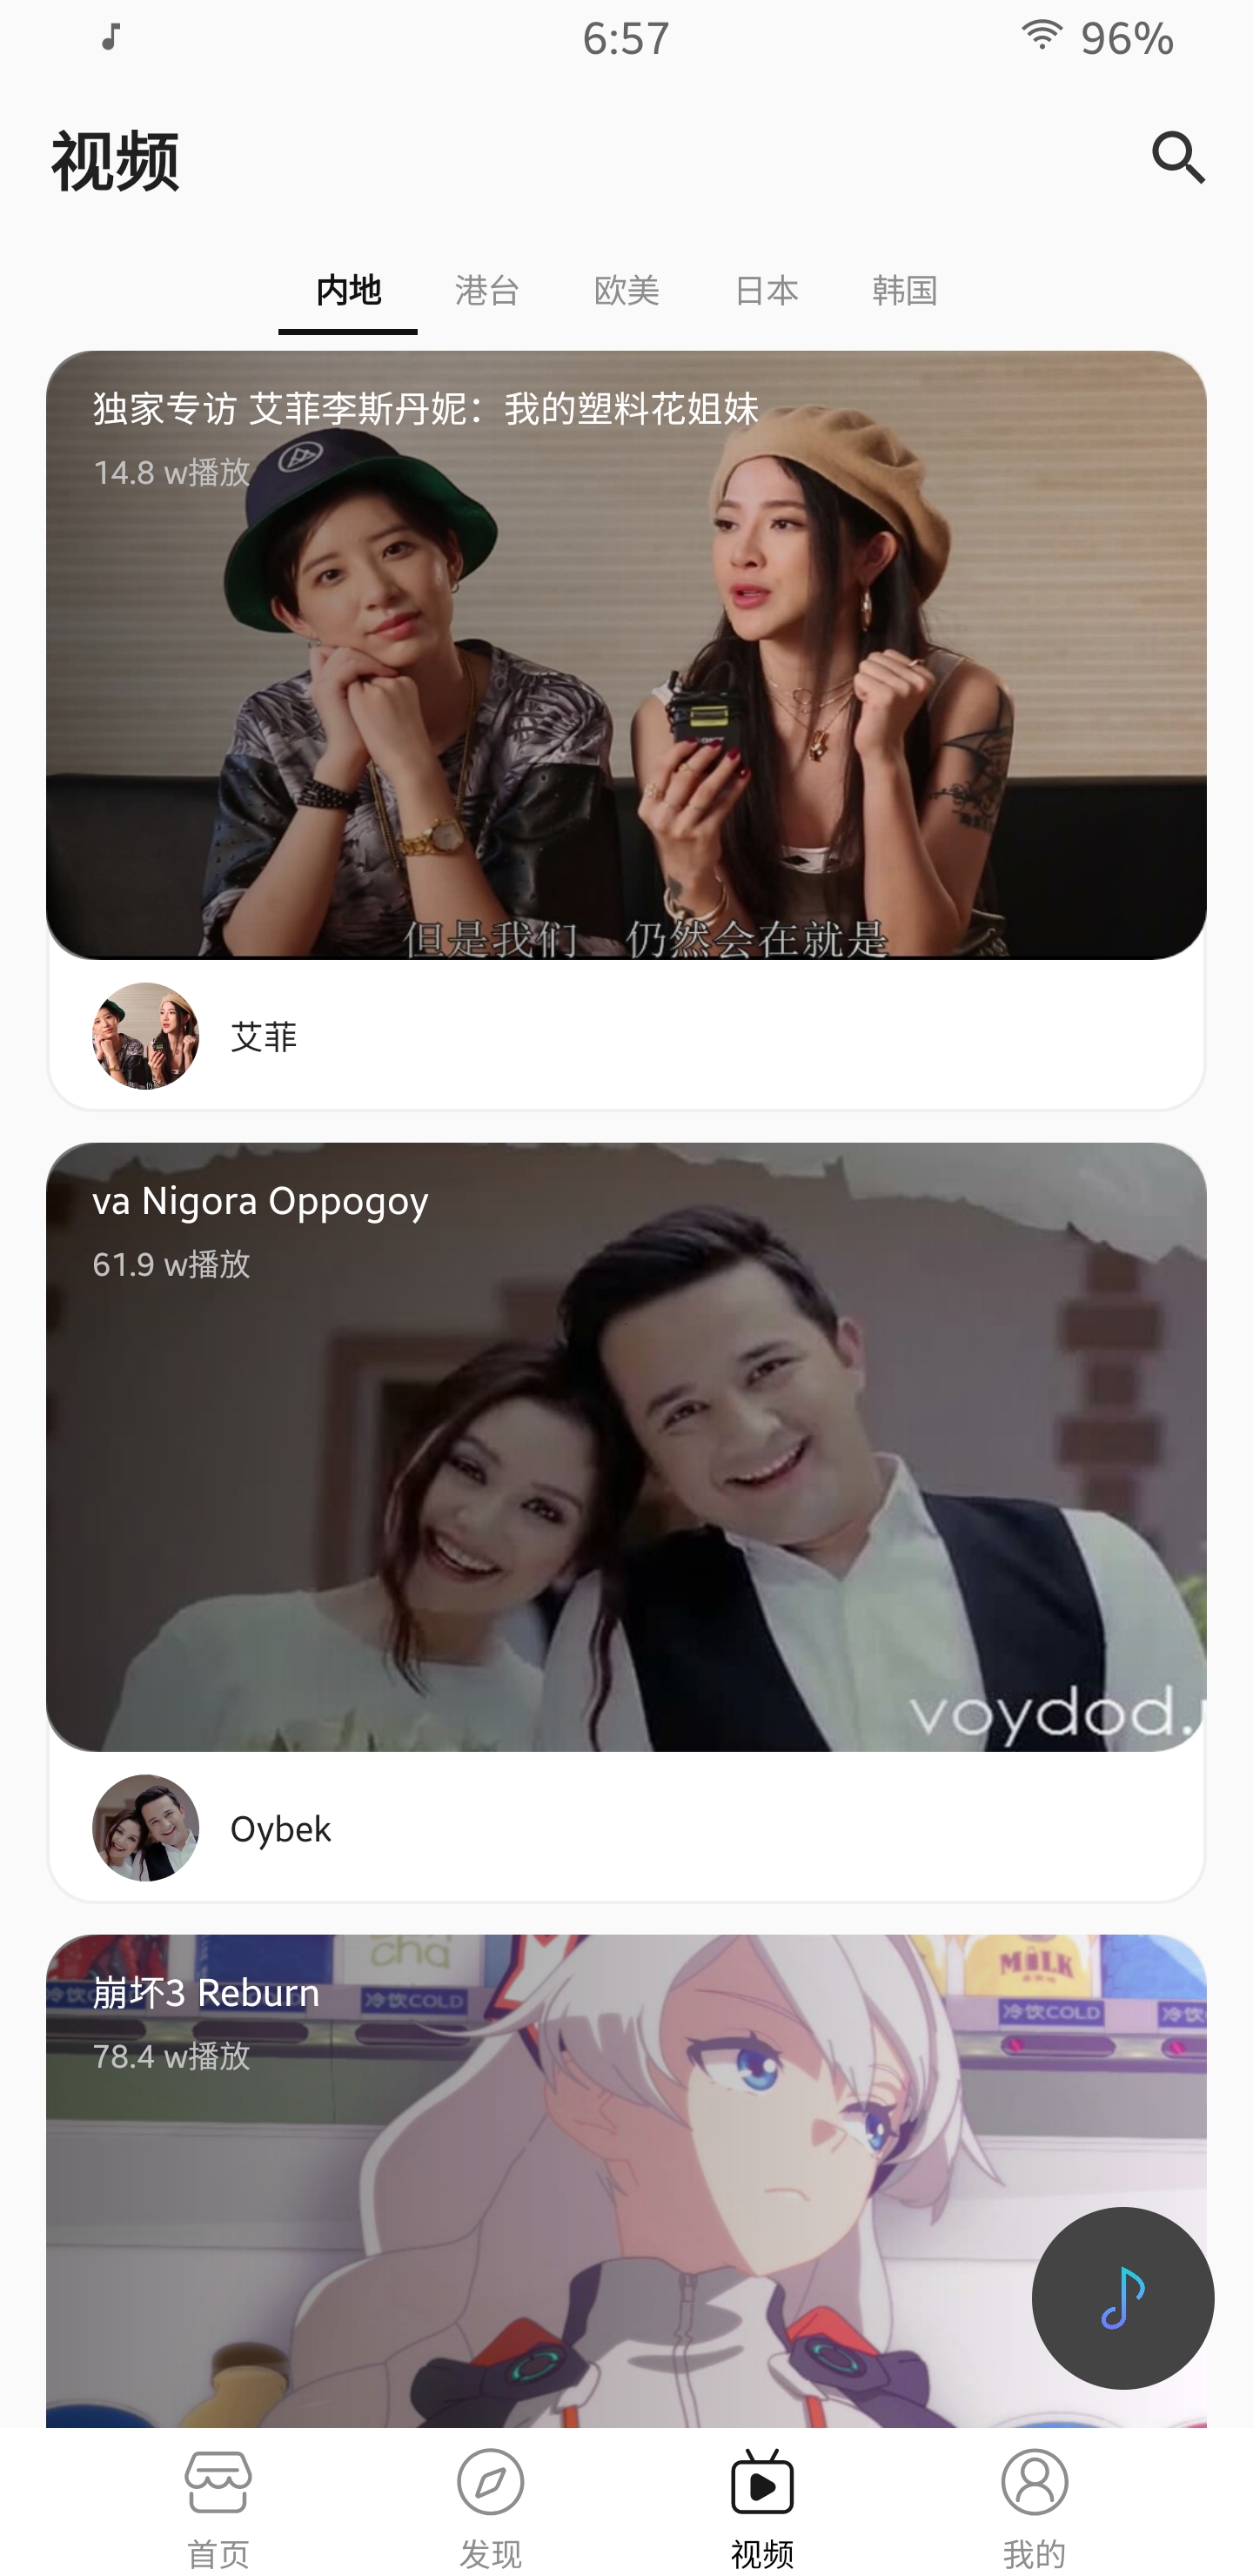 6:57
96%
视频
内地 港台 欧美 日本 韩国
独家专访 艾菲李斯丹妮：我的塑料花姐妹
14.8 w播放
但是我们 仍然会在就是
艾菲
va Nigora Oppogoy
61.9 w播放
voydod.
Oybek
cha
MILK
冷饮COLD 冷饮COLD
崩坏3 Reburn
78.4 w播放
首页 发现 视频 我的